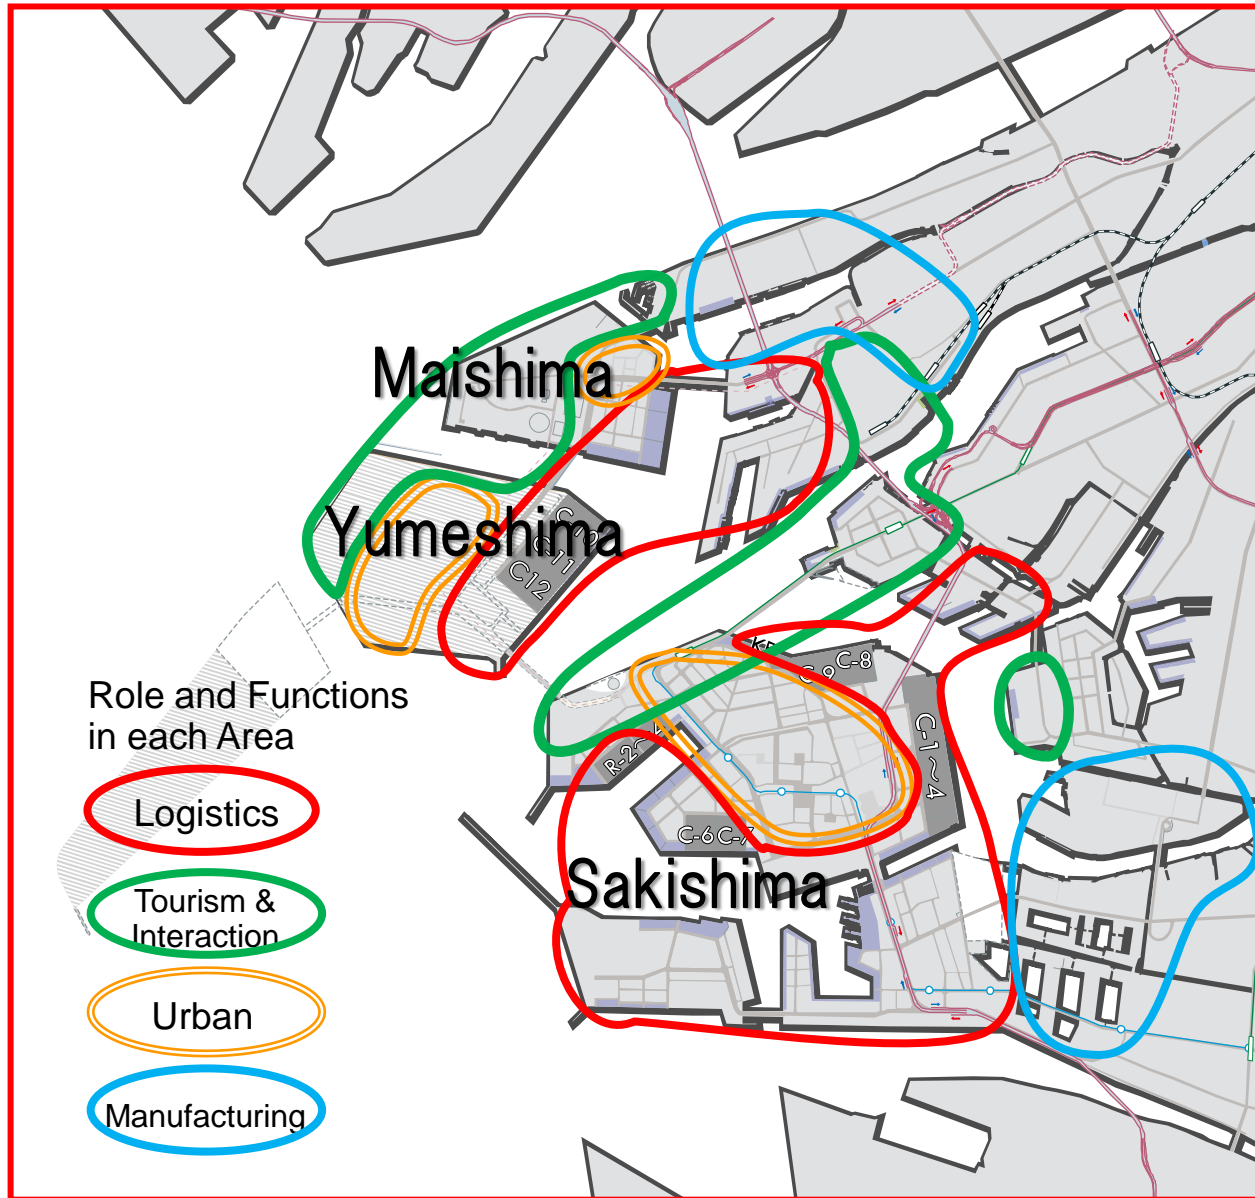 Maishima
Yumeshima
C11
C12
C-8
C-9
C-1～4
C-6
C-7
Sakishima
Role and Functions
in each Area
Logistics
Tourism &
Interaction
Urban
Manufacturing